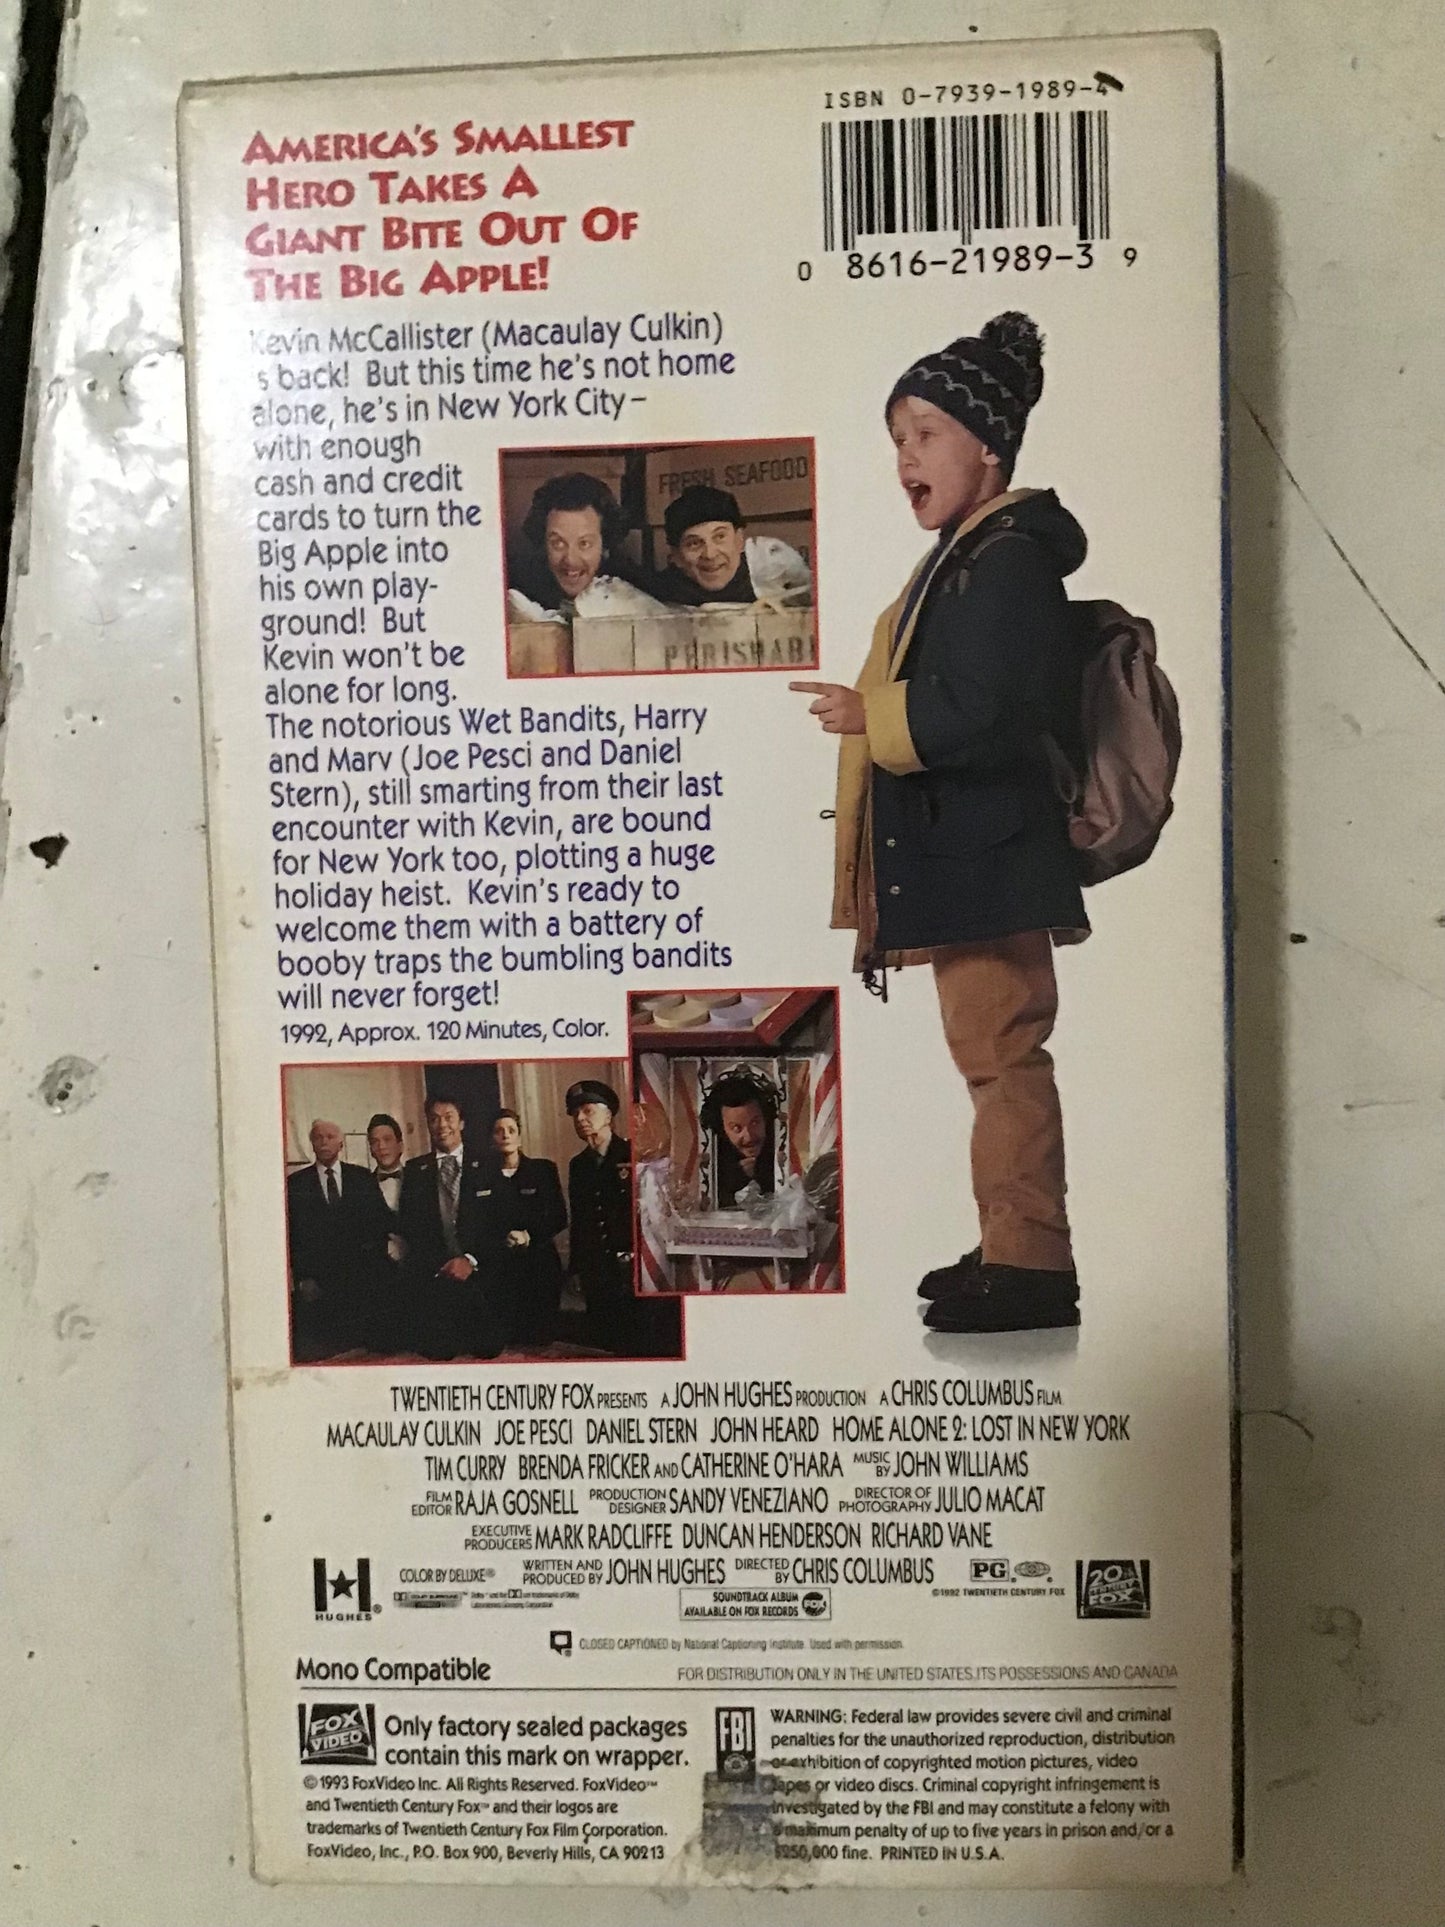 ISBN 0-7939-1989-4
0 8616-21989-3 9
AMERICA'S SMALLEST
HERO TAKES A
GIANT BITE OUT OF
THE BIG APPLE!
Kevin McCallister (Macaulay Culkin)
s back! But this time he's not home
alone, he's in New York City–
with enough
cash and credit
cards to turn the
Big Apple into
his own play-
ground! But
Kevin won't be
alone for long.
The notorious Wet Bandits, Harry
and Marv (Joe Pesci and Daniel
Stern), still smarting from their last
encounter with Kevin, are bound
for New York too, plotting a huge
holiday heist. Kevin's ready to
welcome them with a battery of
booby traps the bumbling bandits
will never forget!
1992, Approx. 120 Minutes, Color.
FRESH SEAFOOD
PERISHABL
TWENTIETH CENTURY FOX PRESENTS A JOHN HUGHES PRODUCTION A CHRIS COLUMBUS FILM
MACAULAY CULKIN JOE PESCI DANIEL STERN JOHN HEARD HOME ALONE 2: LOST IN NEW YORK
TIM CURRY BRENDA FRICKER AND CATHERINE O'HARA MUSIC BY JOHN WILLIAMS
FILM EDITOR RAJA GOSNELL PRODUCTION DESIGNER SANDY VENEZIANO DIRECTOR OF PHOTOGRAPHY JULIO MACAT
EXECUTIVE PRODUCERS MARK RADCLIFFE DUNCAN HENDERSON RICHARD VANE
COLOR BY DELUXE® WRITTEN AND PRODUCED BY JOHN HUGHES DIRECTED BY CHRIS COLUMBUS PG
HUGHES®
SOUNDTRACK ALBUM
AVAILABLE ON FOX RECORDS FOX
©1992 TWENTIETH CENTURY FOX
20th CENTURY FOX
CLOSED CAPTIONED by National Captioning Institute. Used with permission.
Mono Compatible
FOR DISTRIBUTION ONLY IN THE UNITED STATES, ITS POSSESSIONS AND CANADA
FOX VIDEO
Only factory sealed packages
contain this mark on wrapper.
©1993 FoxVideo Inc. All Rights Reserved. FoxVideo™
and Twentieth Century Fox™ and their logos are
trademarks of Twentieth Century Fox Film Corporation.
FoxVideo, Inc., P.O. Box 900, Beverly Hills, CA 90213
FBI
WARNING: Federal law provides severe civil and criminal
penalties for the unauthorized reproduction, distribution
or exhibition of copyrighted motion pictures, video
tapes or video discs. Criminal copyright infringement is
investigated by the FBI and may constitute a felony with
a maximum penalty of up to five years in prison and/or a
$250,000 fine. PRINTED IN U.S.A.